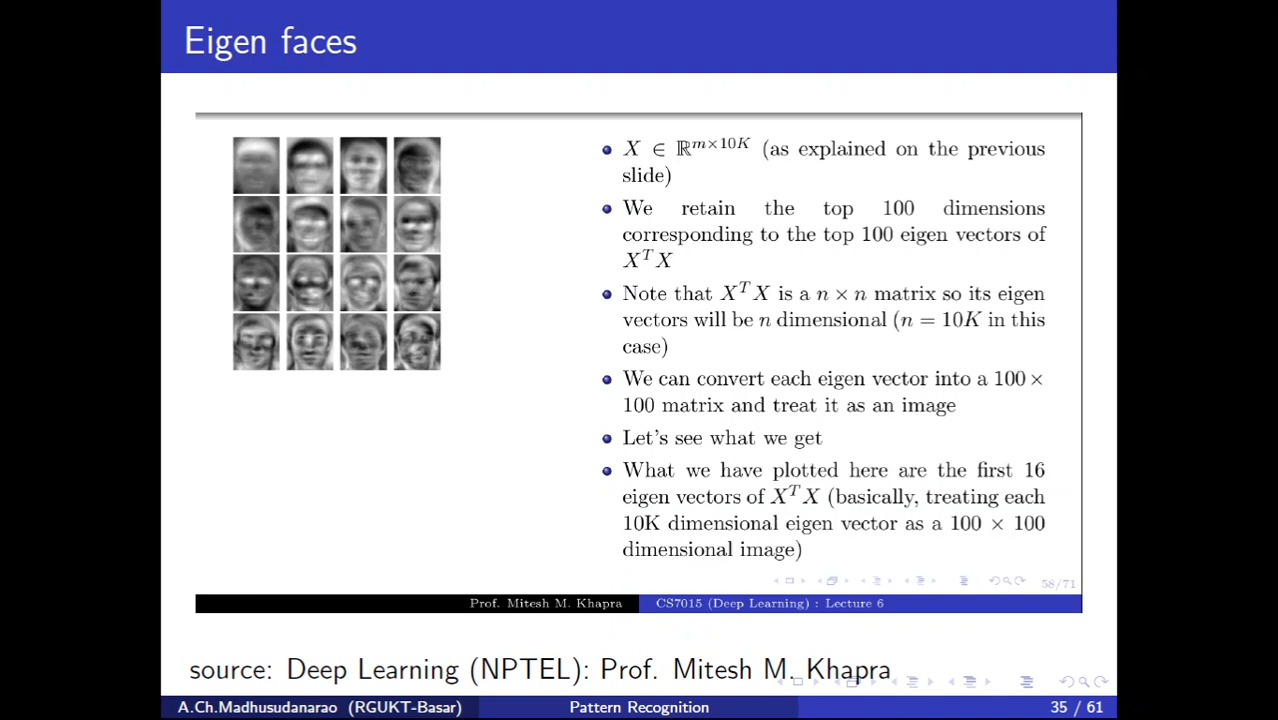 Eigen faces
X ∈ ℝ^{m×10K} (as explained on the previous
slide)
We retain the top 100 dimensions
corresponding to the top 100 eigen vectors of
X^T X
Note that X^T X is a n × n matrix so its eigen
vectors will be n dimensional (n = 10K in this
case)
We can convert each eigen vector into a 100 ×
100 matrix and treat it as an image
Let's see what we get
What we have plotted here are the first 16
eigen vectors of X^T X (basically, treating each
10K dimensional eigen vector as a 100 × 100
dimensional image)
58/71
Prof. Mitesh M. Khapra CS7015 (Deep Learning) : Lecture 6
source: Deep Learning (NPTEL): Prof. Mitesh M. Khapra
A.Ch.Madhusudanarao (RGUKT-Basar) Pattern Recognition 35 / 61